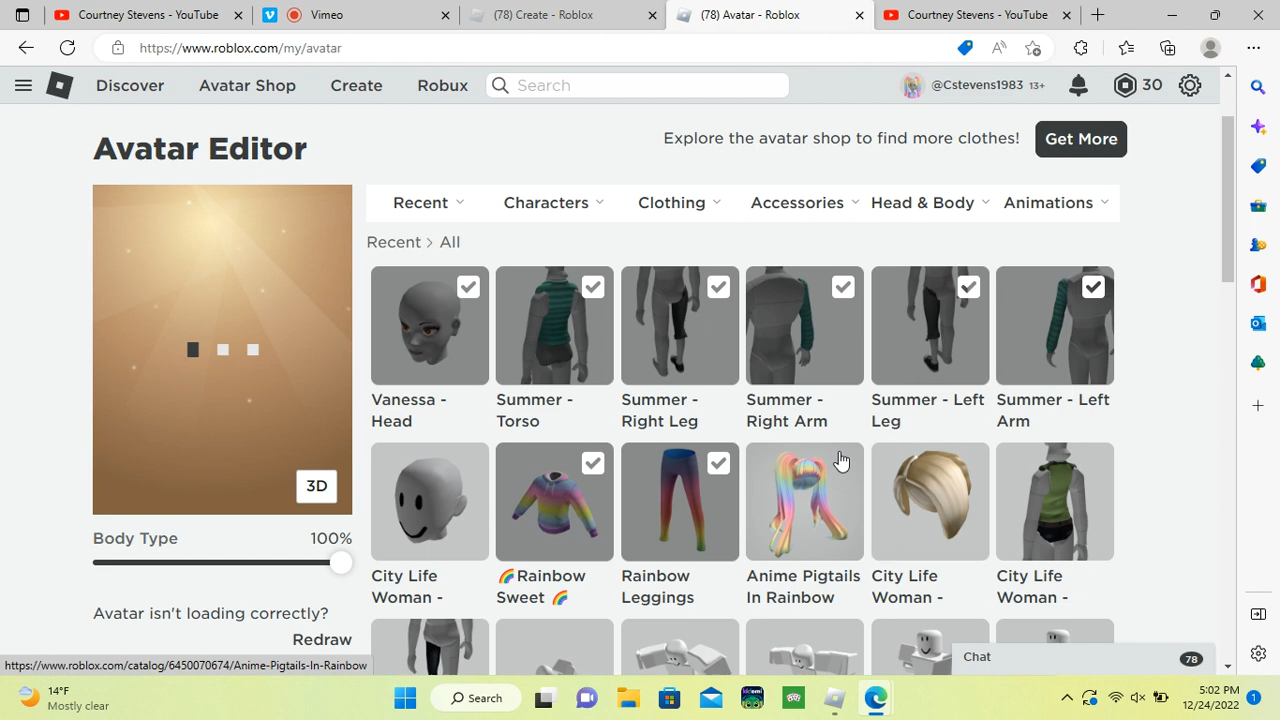 Courtney Stevens - YouTube
Vimeo
(78) Create - Roblox
(78) Avatar - Roblox
Courtney Stevens - YouTube
https://www.roblox.com/my/avatar
Discover
Avatar Shop
Create
Robux
Search
@Cstevens1983 13+
30
Avatar Editor
Explore the avatar shop to find more clothes!
Get More
Recent
Characters
Clothing
Accessories
Head & Body
Animations
Recent > All
3D
Body Type
100%
Avatar isn't loading correctly?
Redraw
Vanessa -
Head
Summer -
Torso
Summer -
Right Leg
Summer -
Right Arm
Summer - Left
Leg
Summer - Left
Arm
City Life
Woman -
🌈Rainbow
Sweet 🌈
Rainbow
Leggings
Anime Pigtails
In Rainbow
City Life
Woman -
City Life
Woman -
Chat
78
https://www.roblox.com/catalog/6450070674/Anime-Pigtails-In-Rainbow
14°F
Mostly clear
Search
5:02 PM
12/24/2022
1